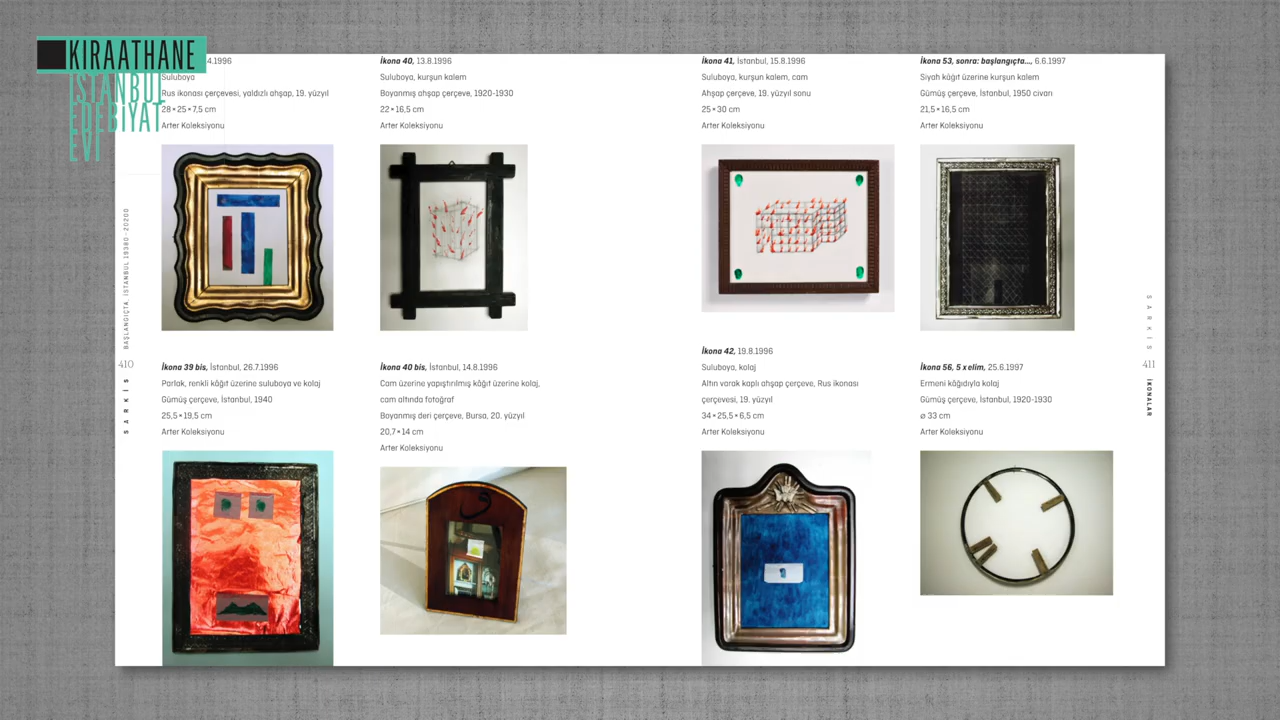 KIRAATHANE
İSTANBUL
EDEBİYAT
EVİ
4.1996
Suluboya
Rus ikonası çerçevesi, yaldızlı ahşap, 19. yüzyıl
28 × 25 × 7,5 cm
Arter Koleksiyonu
İkona 40, 13.8.1996
Suluboya, kurşun kalem
Boyanmış ahşap çerçeve, 1920-1930
22 × 16,5 cm
Arter Koleksiyonu
İkona 41, İstanbul, 15.8.1996
Suluboya, kurşun kalem, cam
Ahşap çerçeve, 19. yüzyıl sonu
25 × 30 cm
Arter Koleksiyonu
İkona 53, sonra: başlangıçta..., 6.6.1997
Siyah kâğıt üzerine kurşun kalem
Gümüş çerçeve, İstanbul, 1950 cıvarı
21,5 × 16,5 cm
Arter Koleksiyonu
BAŞLANGIÇTA, İSTANBUL 19380–20200
410
SARKİS
İkona 39 bis, İstanbul, 26.7.1996
Parlak, renkli kâğıt üzerine suluboya ve kolaj
Gümüş çerçeve, İstanbul, 1940
25,5 × 19,5 cm
Arter Koleksiyonu
İkona 40 bis, İstanbul, 14.8.1996
Cam üzerine yapıştırılmış kâğıt üzerine kolaj,
cam altında fotoğraf
Boyanmış deri çerçeve, Bursa, 20. yüzyıl
20,7 × 14 cm
Arter Koleksiyonu
İkona 42, 19.8.1996
Suluboya, kolaj
Altın varak kaplı ahşap çerçeve, Rus ikonası
çerçevesi, 19. yüzyıl
34 × 25,5 × 6,5 cm
Arter Koleksiyonu
İkona 56, 5 x elim, 25.6.1997
Ermeni kâğıdıyla kolaj
Gümüş çerçeve, İstanbul, 1920-1930
ø 33 cm
Arter Koleksiyonu
SARKİS
411
İKONALAR